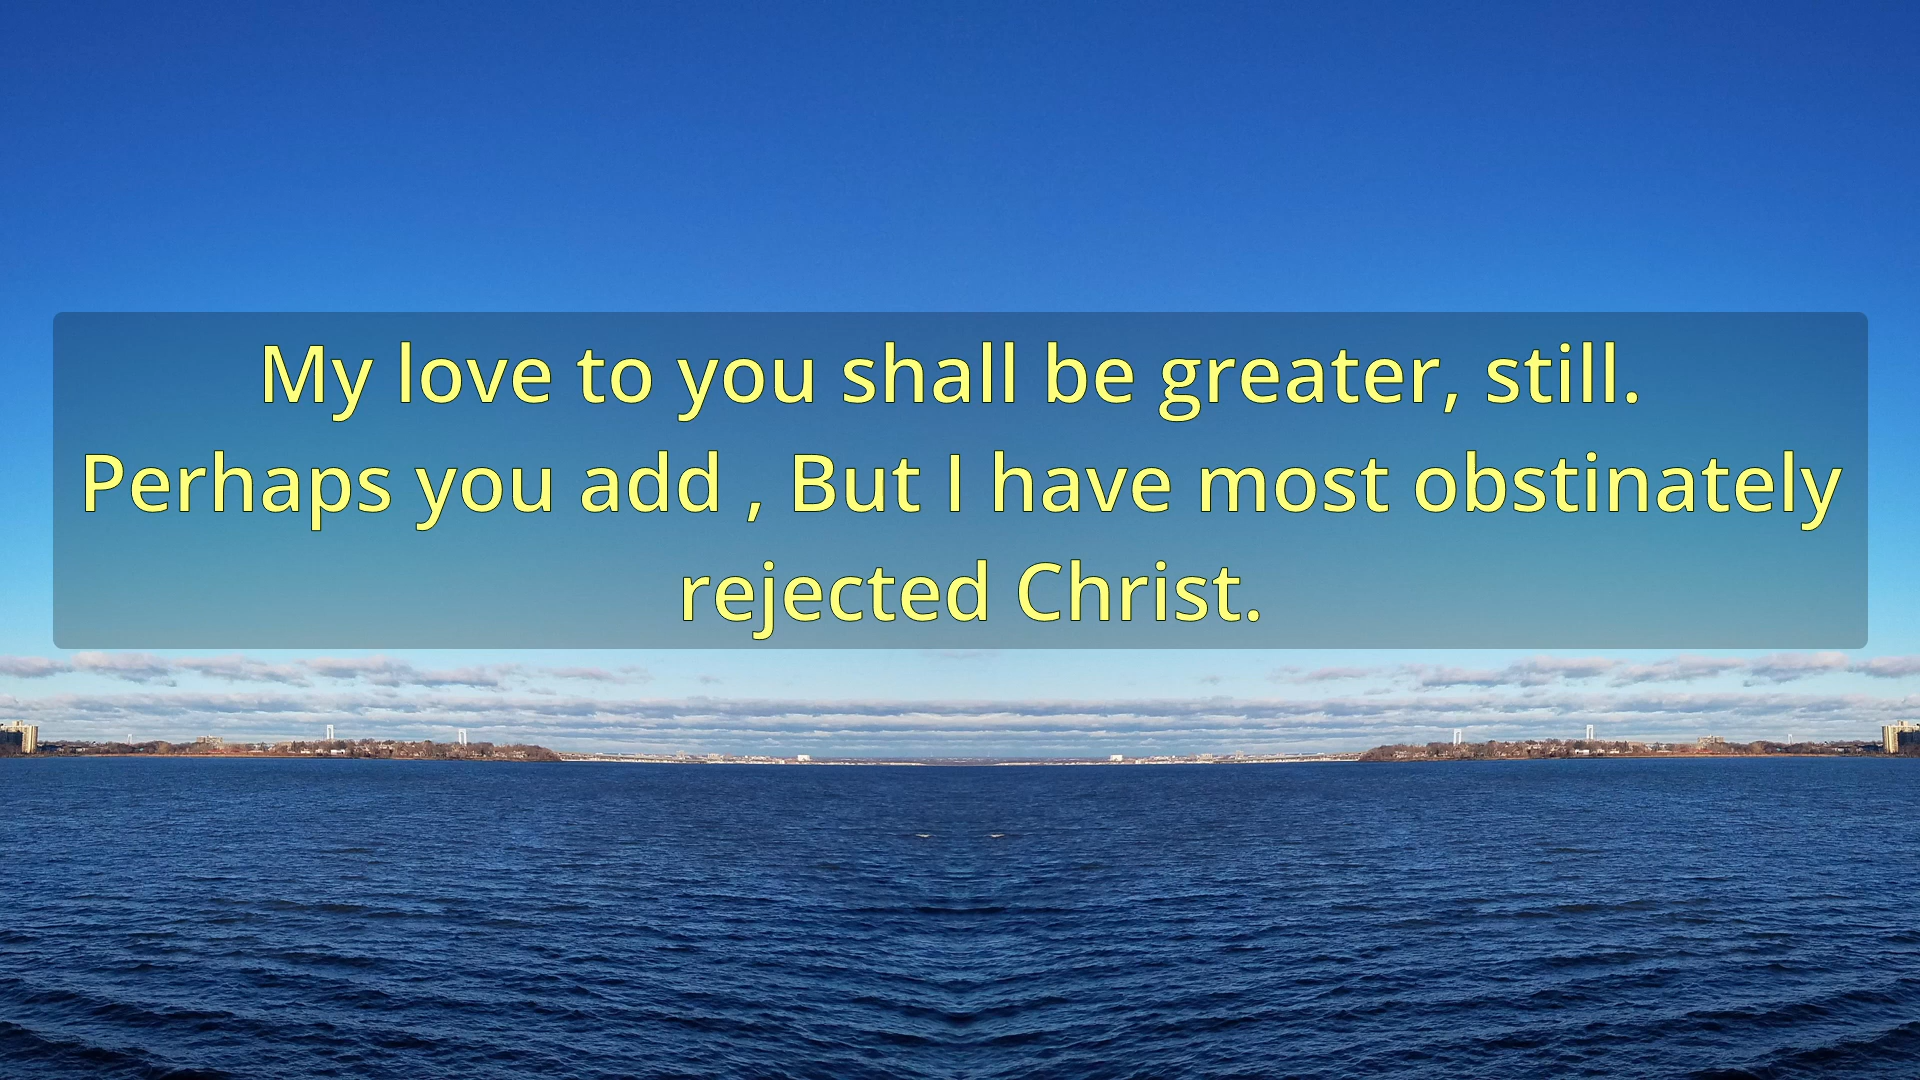 My love to you shall be greater, still.
Perhaps you add , But I have most obstinately
rejected Christ.